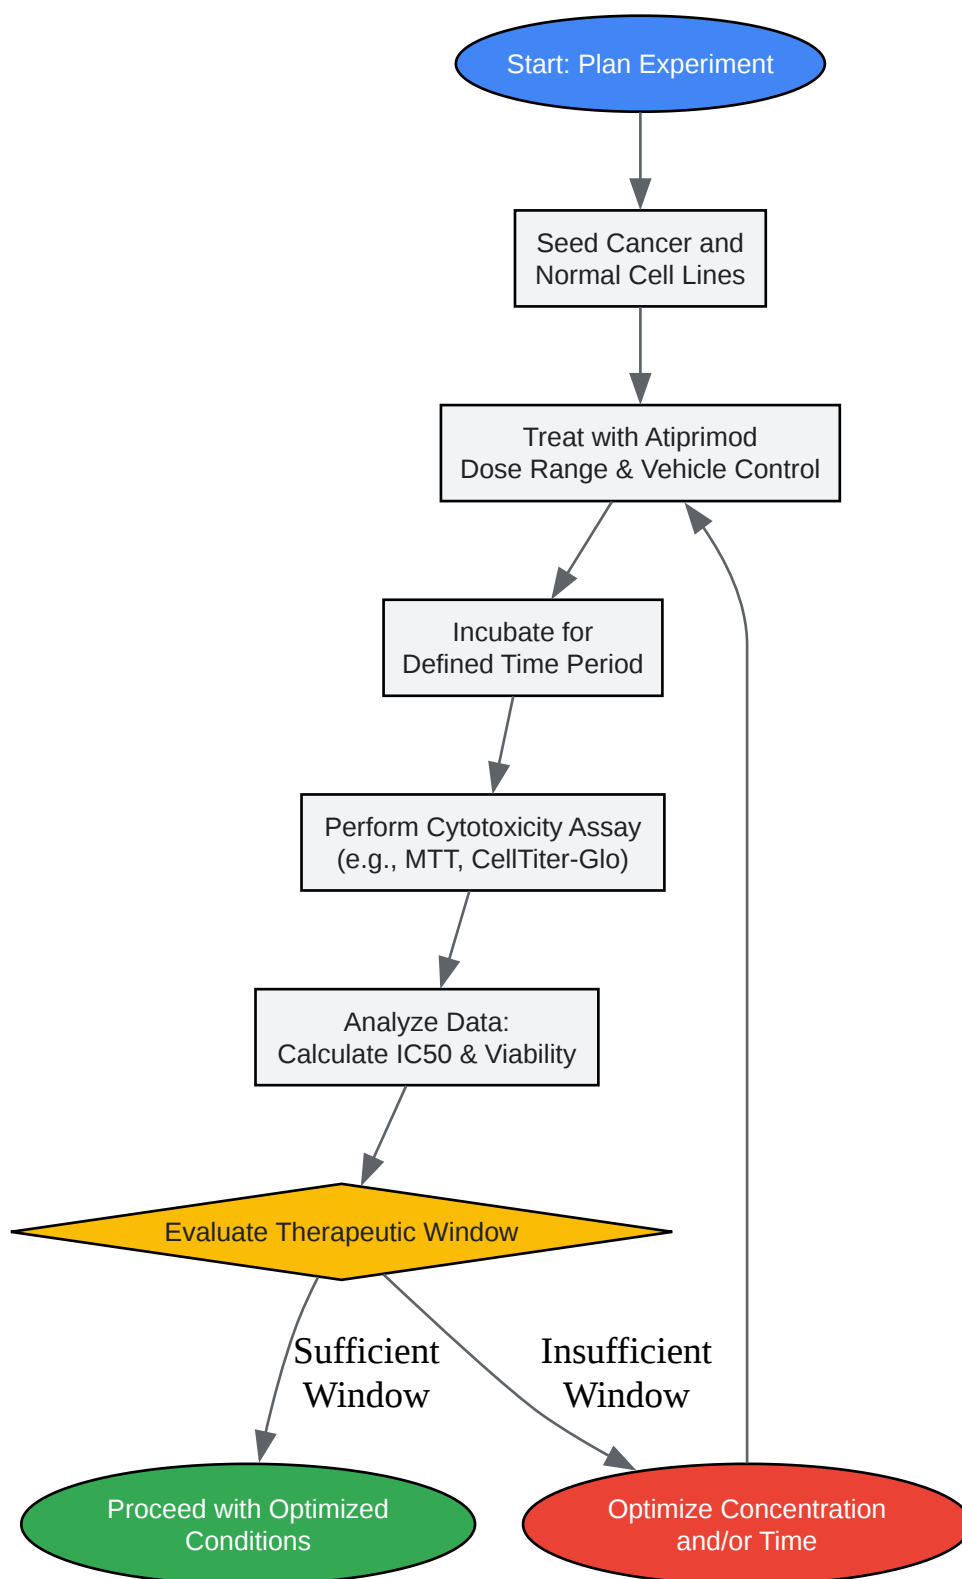 Start: Plan Experiment
Seed Cancer and
Normal Cell Lines
Treat with Atiprimod
Dose Range & Vehicle Control
Incubate for
Defined Time Period
Perform Cytotoxicity Assay
(e.g., MTT, CellTiter-Glo)
Analyze Data:
Calculate IC50 & Viability
Evaluate Therapeutic Window
Sufficient
Window
Insufficient
Window
Proceed with Optimized
Conditions
Optimize Concentration
and/or Time